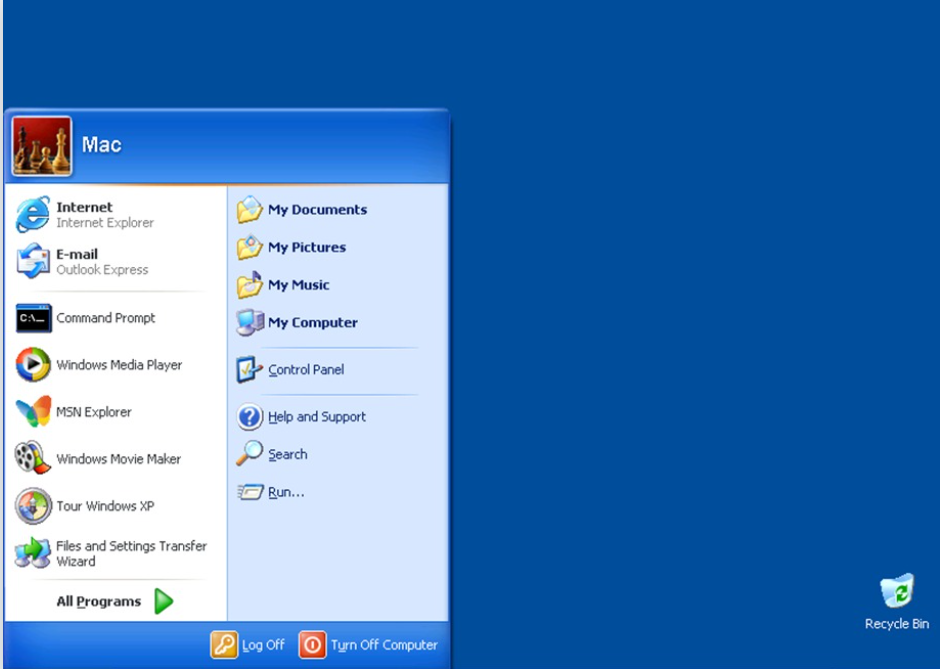 Mac
Internet
Internet Explorer
E-mail
Outlook Express
C:\_
Command Prompt
Windows Media Player
MSN Explorer
Windows Movie Maker
Tour Windows XP
Files and Settings Transfer
Wizard
All Programs
My Documents
My Pictures
My Music
My Computer
Control Panel
Help and Support
Search
Run...
Log Off
Turn Off Computer
Recycle Bin